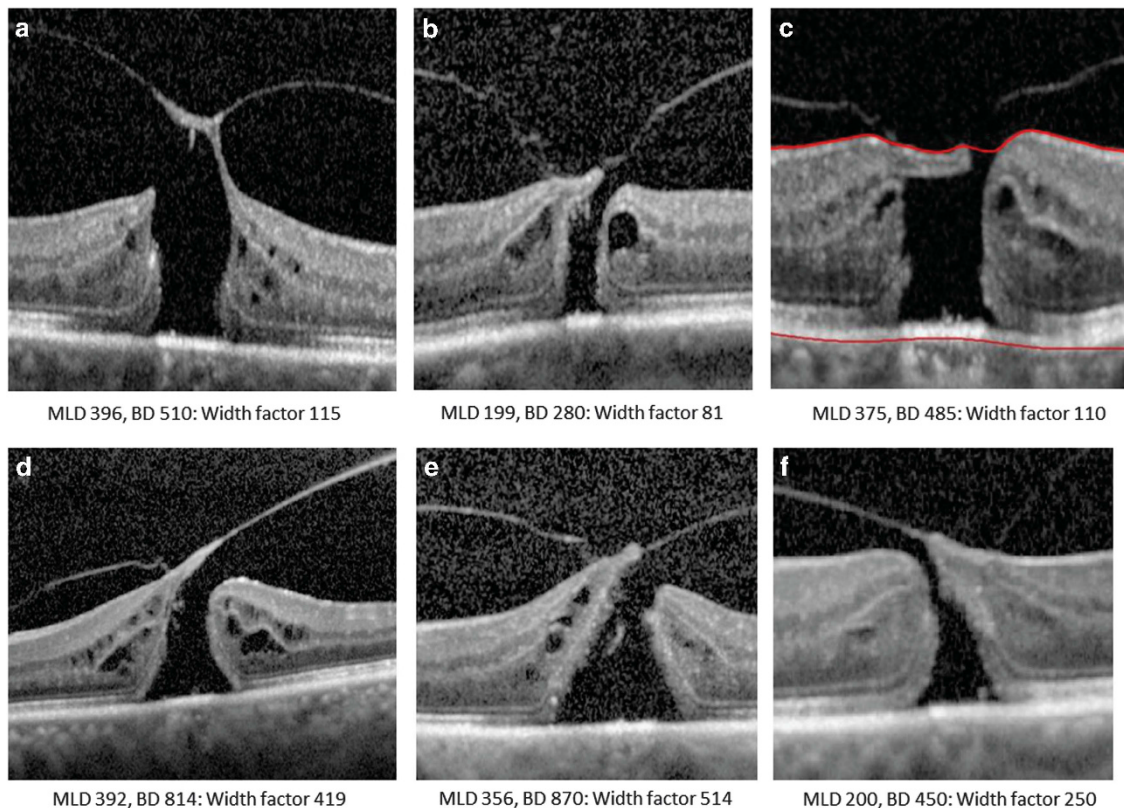 a
b
c
MLD 396, BD 510: Width factor 115
MLD 199, BD 280: Width factor 81
MLD 375, BD 485: Width factor 110
d
e
f
MLD 392, BD 814: Width factor 419
MLD 356, BD 870: Width factor 514
MLD 200, BD 450: Width factor 250